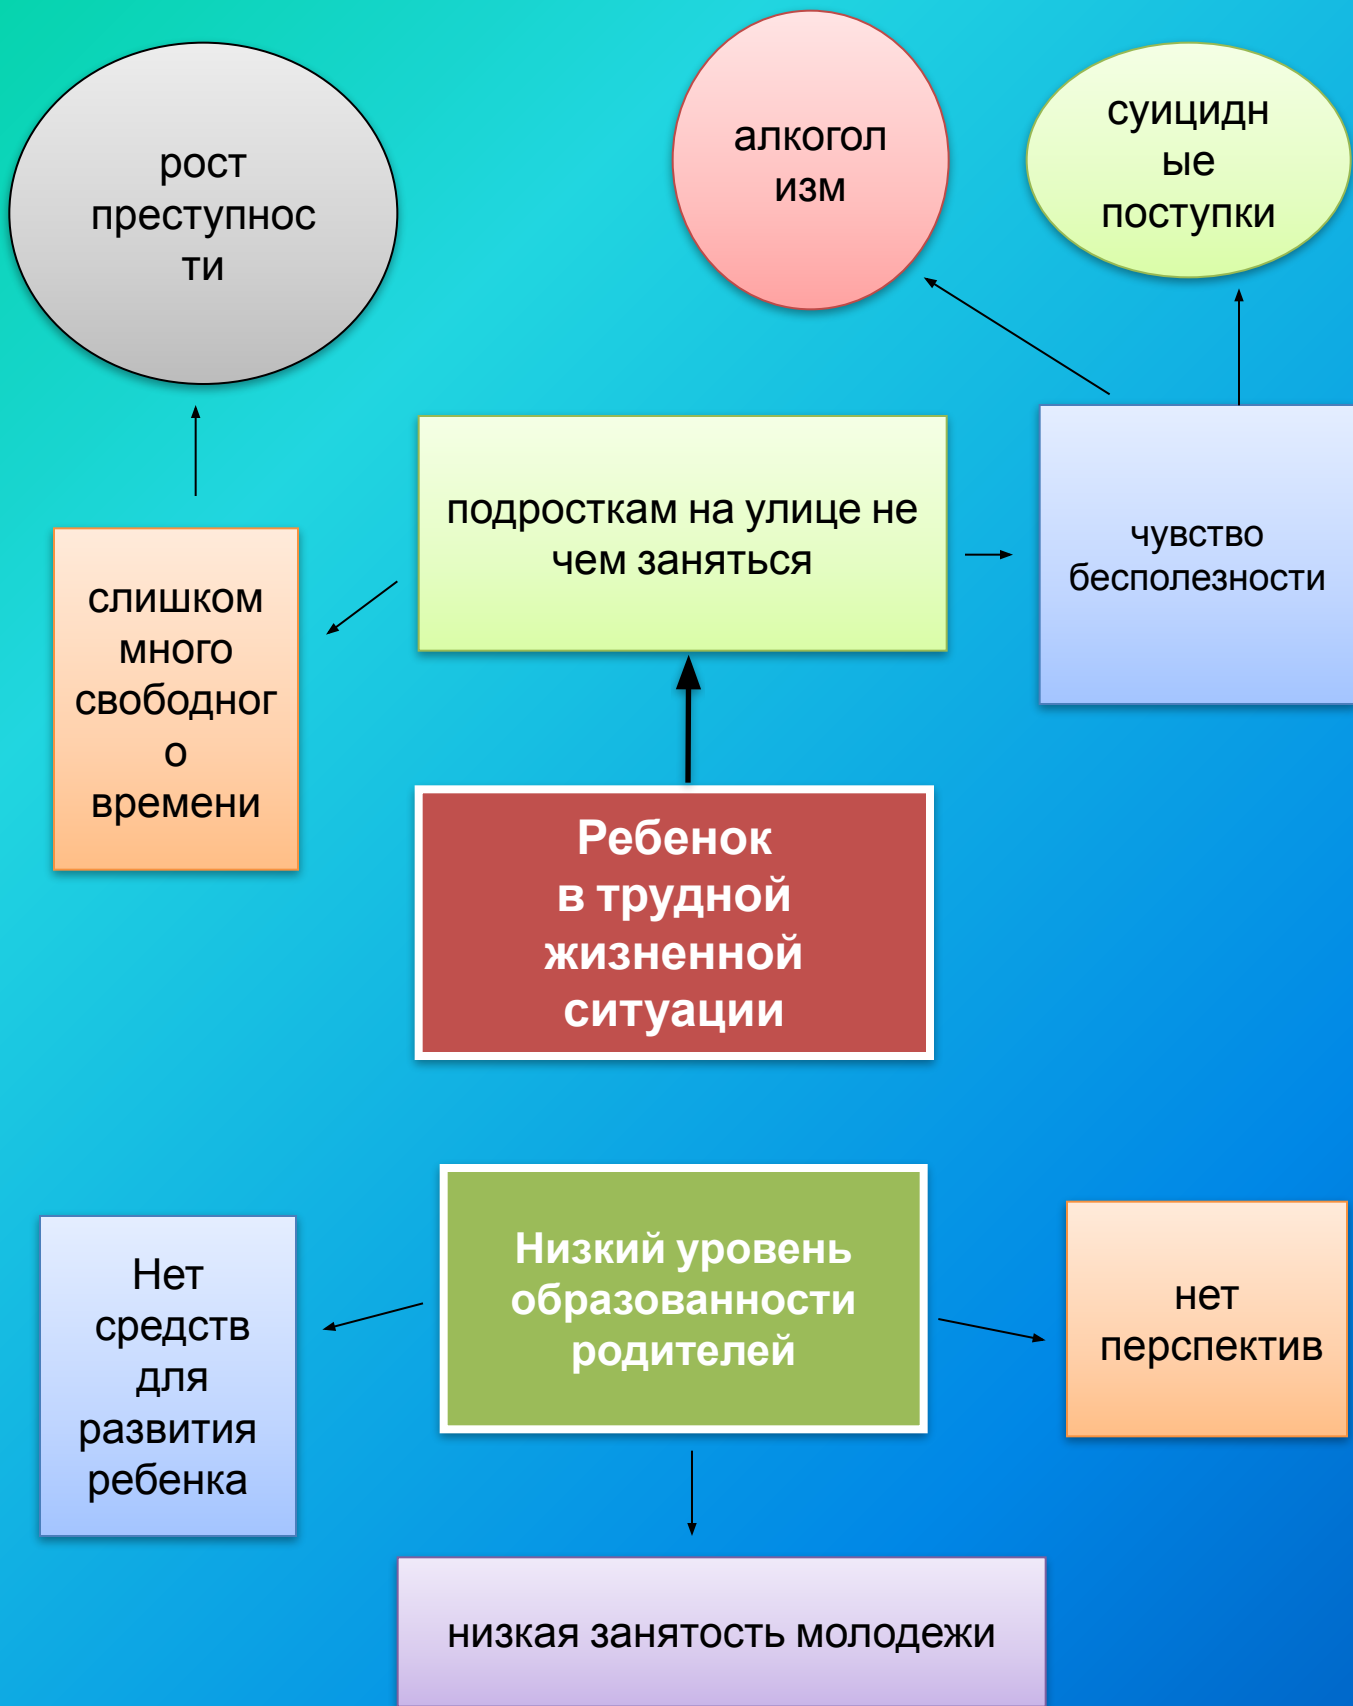 рост
преступнос
ти
алкогол
изм
суицидн
ые
поступки
подросткам на улице не
чем заняться
чувство
бесполезности
слишком
много
свободног
о
времени
Ребенок
в трудной
жизненной
ситуации
Нет
средств
для
развития
ребенка
Низкий уровень
образованности
родителей
нет
перспектив
низкая занятость молодежи